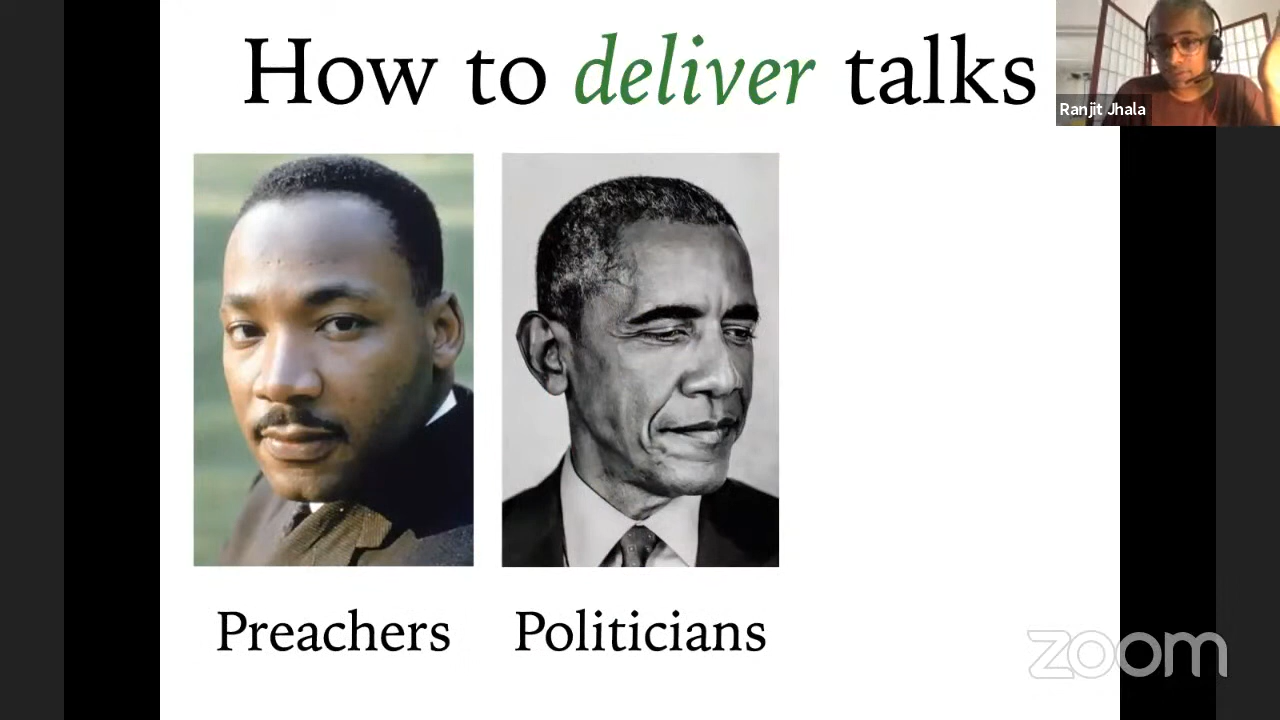 How to deliver talks
Ranjit Jhala
Preachers
Politicians
zoom